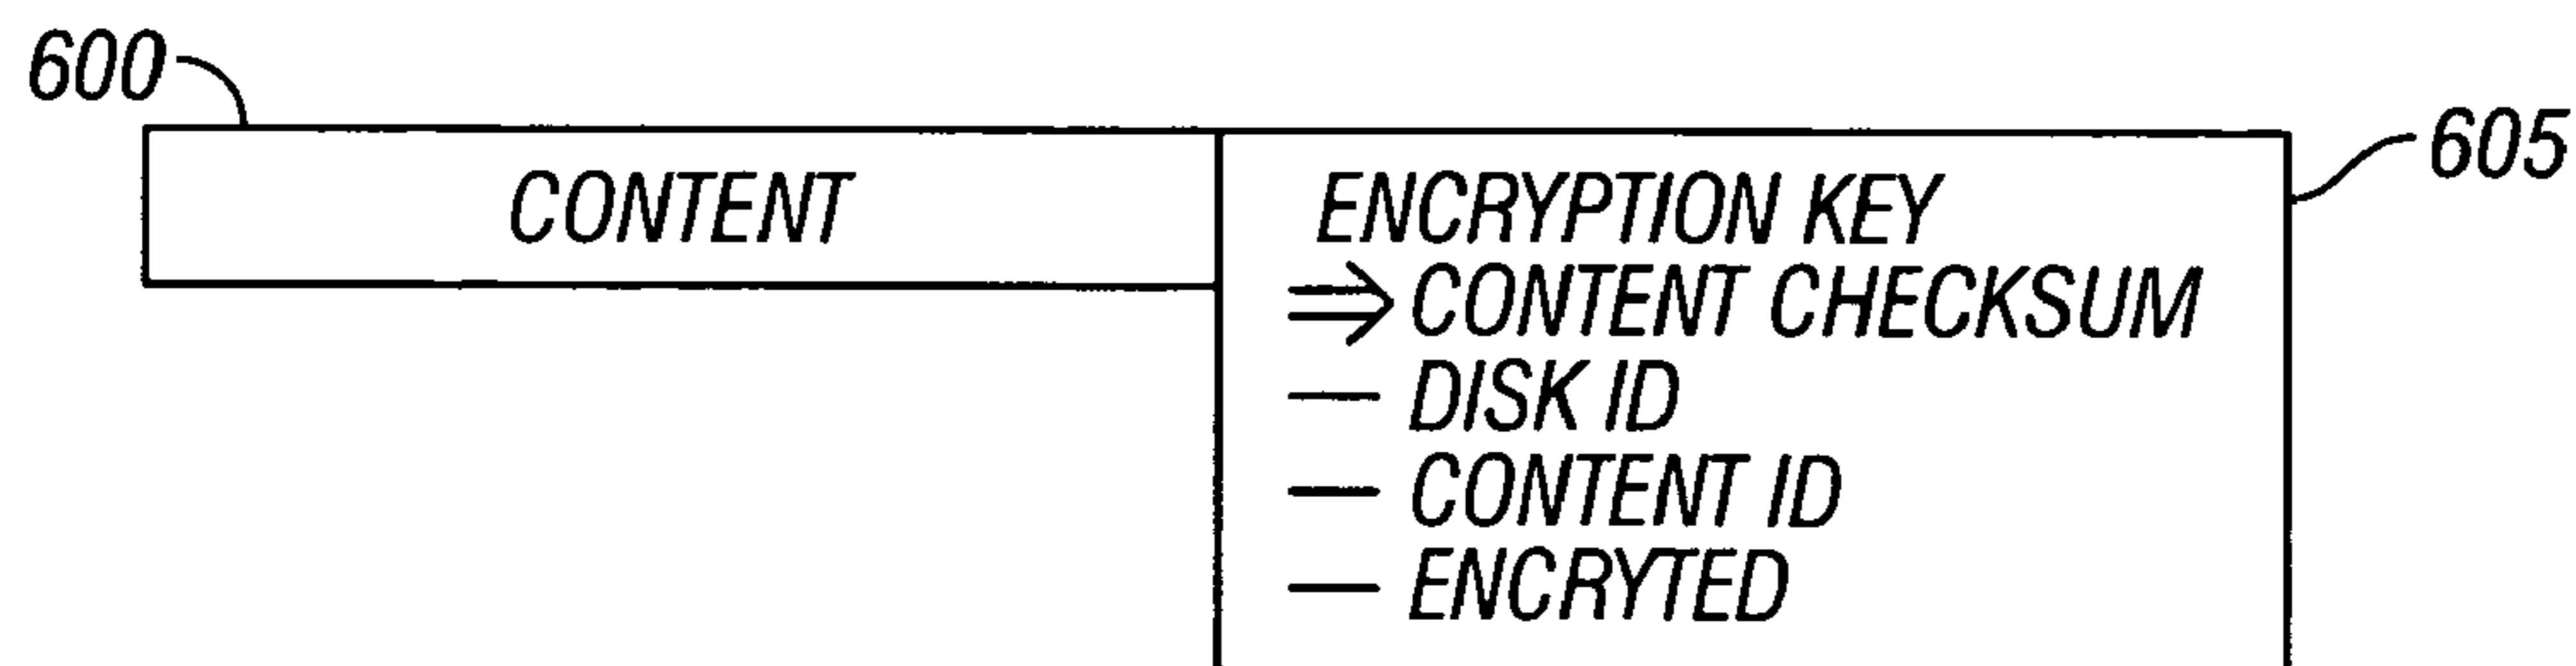 600
605
CONTENT
ENCRYPTION KEY
⇒ CONTENT CHECKSUM
— DISK ID
— CONTENT ID
— ENCRYTED